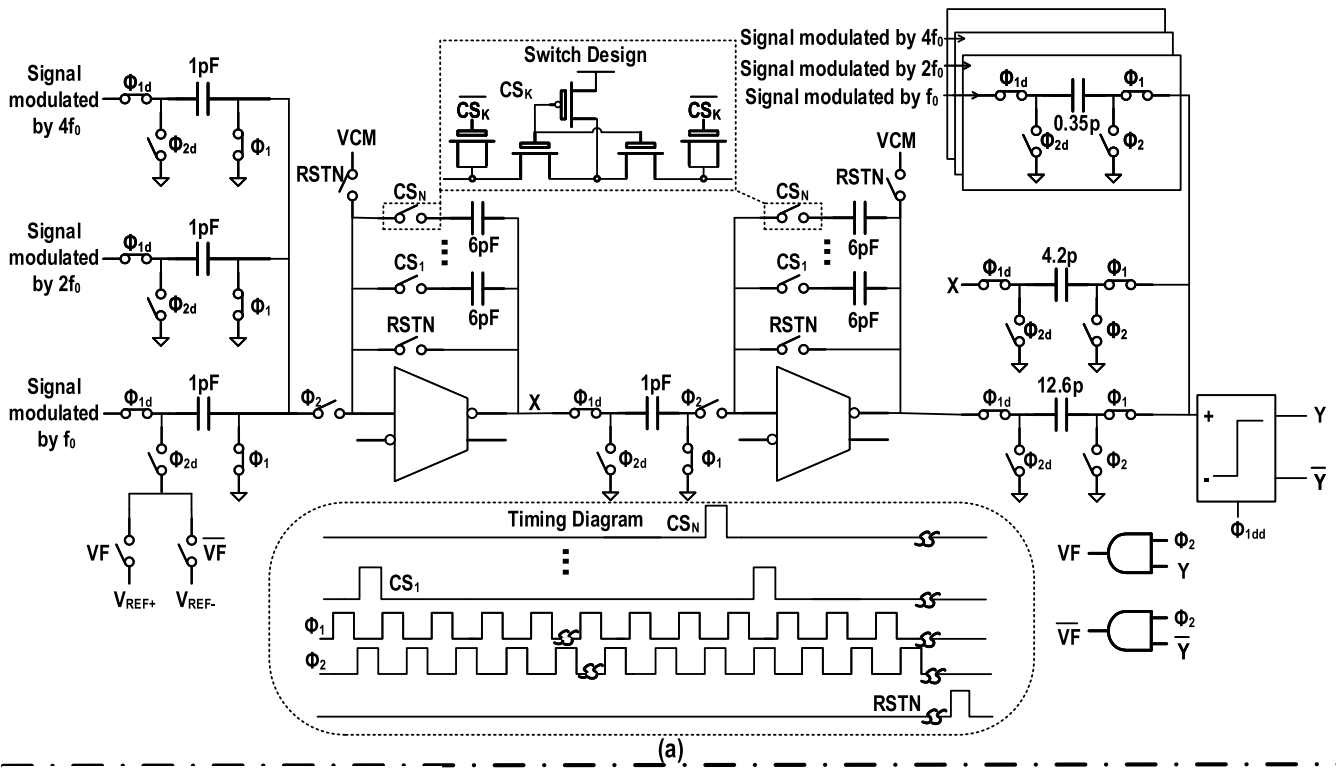 Signal
modulated
by 4f₀
Φ1d
1pF
Φ2d
Φ1
Signal
modulated
by 2f₀
Φ1d
1pF
Φ2d
Φ1
Signal
modulated
by f₀
Φ1d
1pF
Φ2d
Φ1
Φ2
VF
V̅F̅
VREF+
VREF-
VCM
RSTN
CSN
6pF
CS1
6pF
RSTN
X
Switch Design
CSK
C̅S̅K̅
C̅S̅K̅
Φ1d
1pF
Φ2
Φ2d
Φ1
VCM
RSTN
CSN
6pF
CS1
6pF
RSTN
Signal modulated by 4f₀
Signal modulated by 2f₀
Signal modulated by f₀
Φ1d
Φ1
0.35p
Φ2d
Φ2
X
Φ1d
4.2p
Φ1
Φ2d
Φ2
Φ1d
12.6p
Φ1
Φ2d
Φ2
+
-
Y
Y̅
Φ1dd
Timing Diagram
CSN
CS1
Φ1
Φ2
RSTN
VF
Φ2
Y
V̅F̅
Φ2
Y̅
(a)